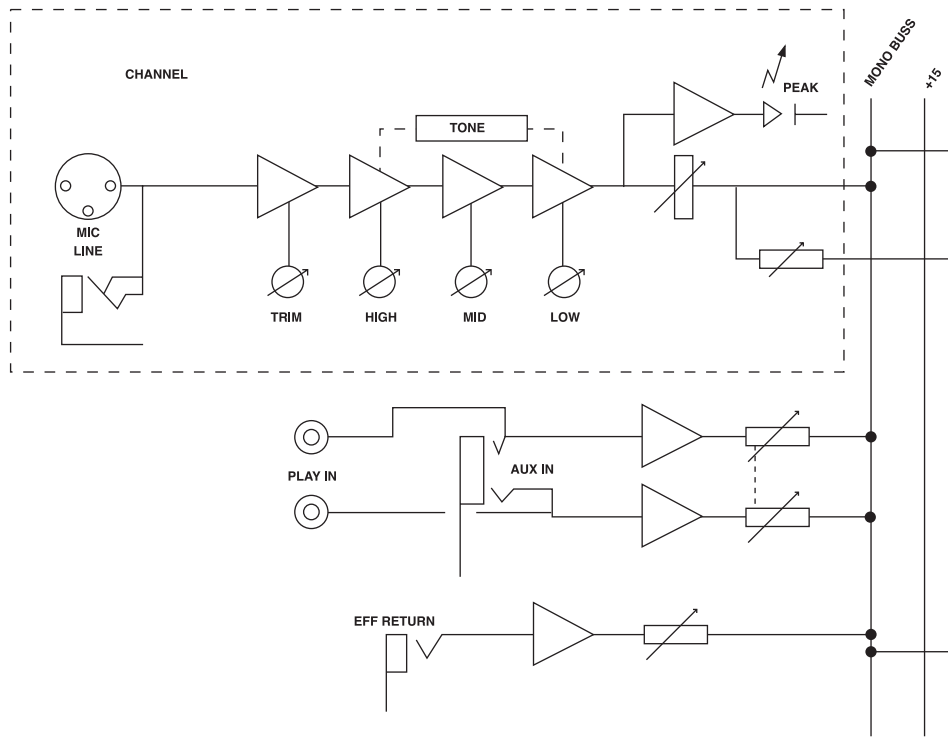 CHANNEL
MONO BUSS
+15
PEAK
TONE
MIC
LINE
TRIM
HIGH
MID
LOW
PLAY IN
AUX IN
EFF RETURN